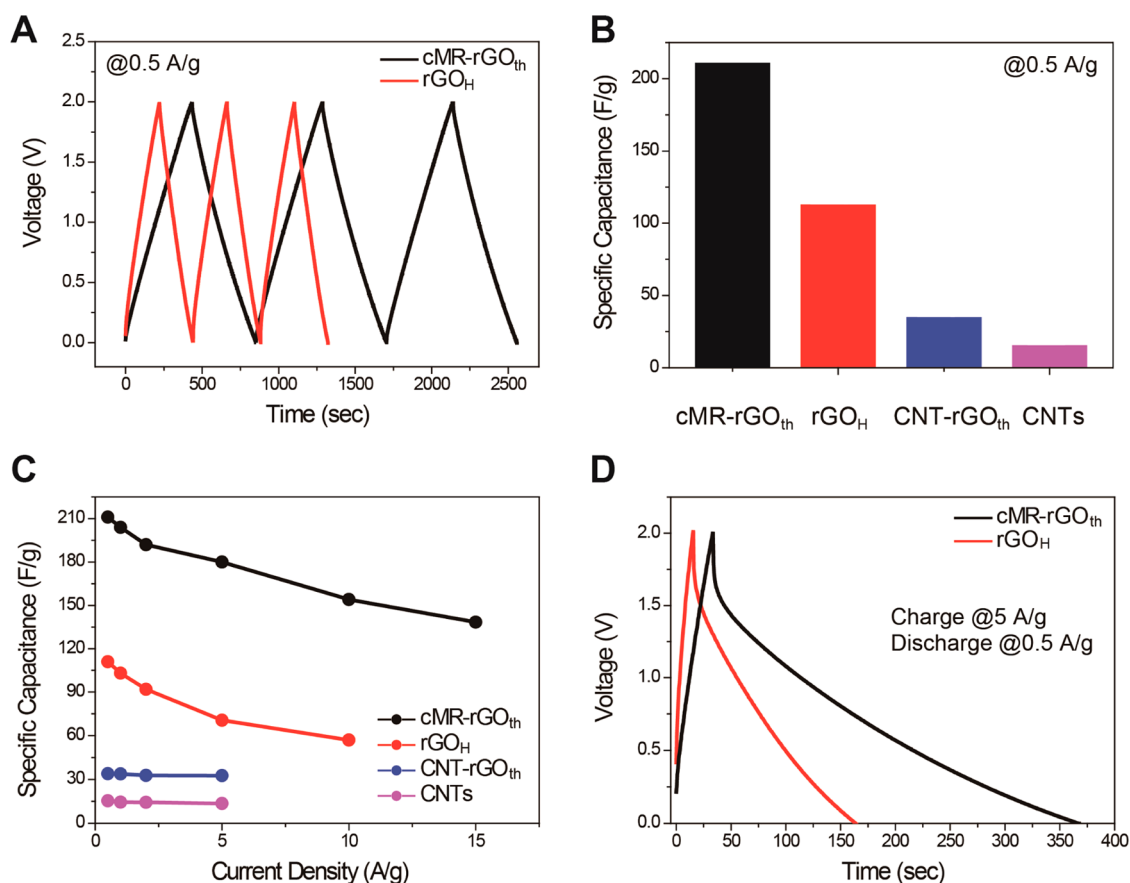 A
@0.5 A/g
cMR-rGOth
rGOH
2.5
2.0
1.5
1.0
0.5
0.0
Voltage (V)
0 500 1000 1500 2000 2500
Time (sec)
B
@0.5 A/g
200
150
100
50
0
Specific Capacitance (F/g)
cMR-rGOth rGOH CNT-rGOth CNTs
C
210
180
150
120
90
60
30
0
Specific Capacitance (F/g)
cMR-rGOth
rGOH
CNT-rGOth
CNTs
0 5 10 15
Current Density (A/g)
D
cMR-rGOth
rGOH
Charge @5 A/g
Discharge @0.5 A/g
2.0
1.5
1.0
0.5
0.0
Voltage (V)
0 50 100 150 200 250 300 350 400
Time (sec)